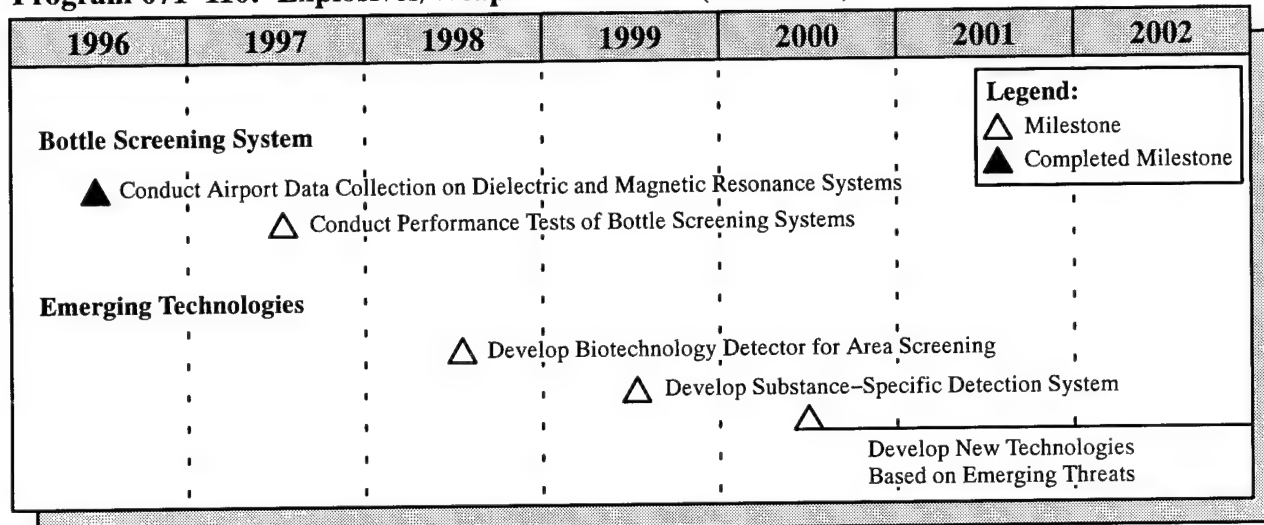 1996 1997 1998 1999 2000 2001 2002
Legend:
Milestone
Completed Milestone
Bottle Screening System
Conduct Airport Data Collection on Dielectric and Magnetic Resonance Systems
Conduct Performance Tests of Bottle Screening Systems
Emerging Technologies
Develop Biotechnology Detector for Area Screening
Develop Substance–Specific Detection System
Develop New Technologies
Based on Emerging Threats